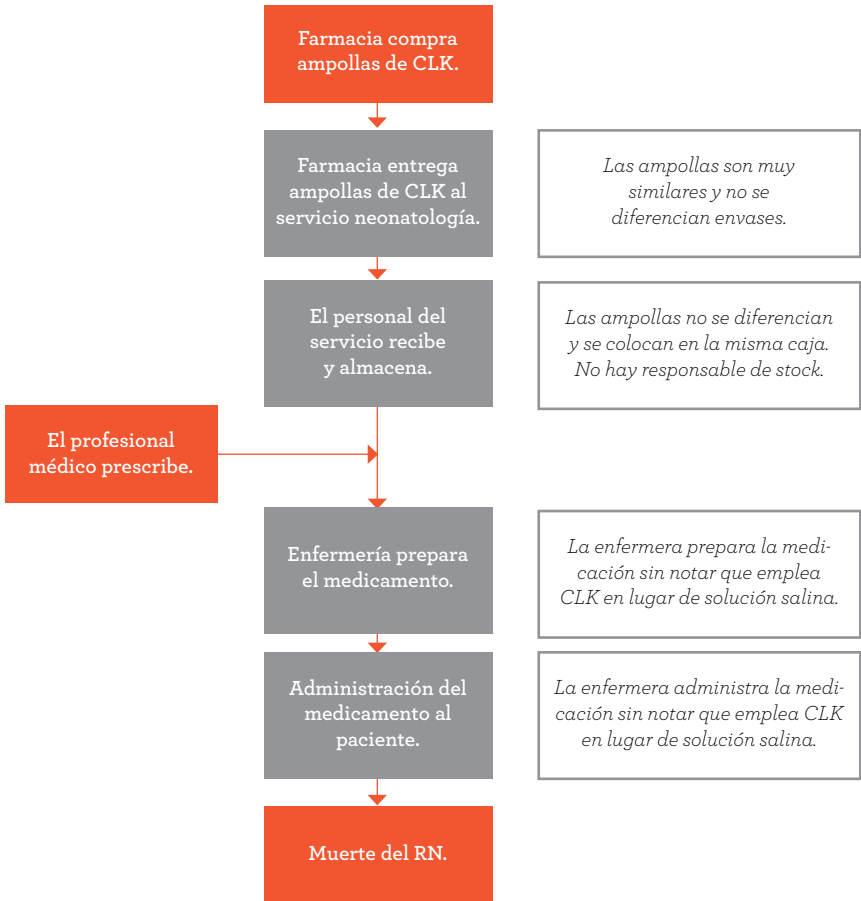 Farmacia compra
ampollas de CLK.
Farmacia entrega
ampollas de CLK al
servicio neonatología.
Las ampollas son muy
similares y no se
diferencian envases.
El personal del
servicio recibe
y almacena.
Las ampollas no se diferencian
y se colocan en la misma caja.
No hay responsable de stock.
El profesional
médico prescribe.
Enfermería prepara
el medicamento.
La enfermera prepara la medi-
cación sin notar que emplea
CLK en lugar de solución salina.
Administración del
medicamento al
paciente.
La enfermera administra la medi-
cación sin notar que emplea CLK
en lugar de solución salina.
Muerte del RN.